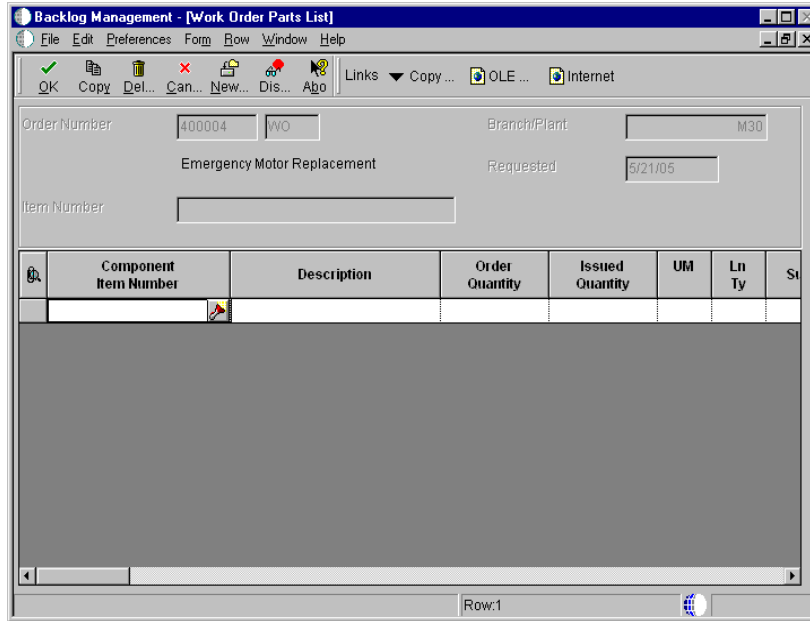 Backlog Management - [Work Order Parts List]
File Edit Preferences Form Row Window Help
OK Copy Del... Can... New... Dis... Abo Links Copy ... OLE ... Internet
Order Number 400004 WO Branch/Plant M30
Emergency Motor Replacement Requested 5/21/05
Item Number
Component Item Number Description Order Quantity Issued Quantity UM Ln Ty Su
Row:1